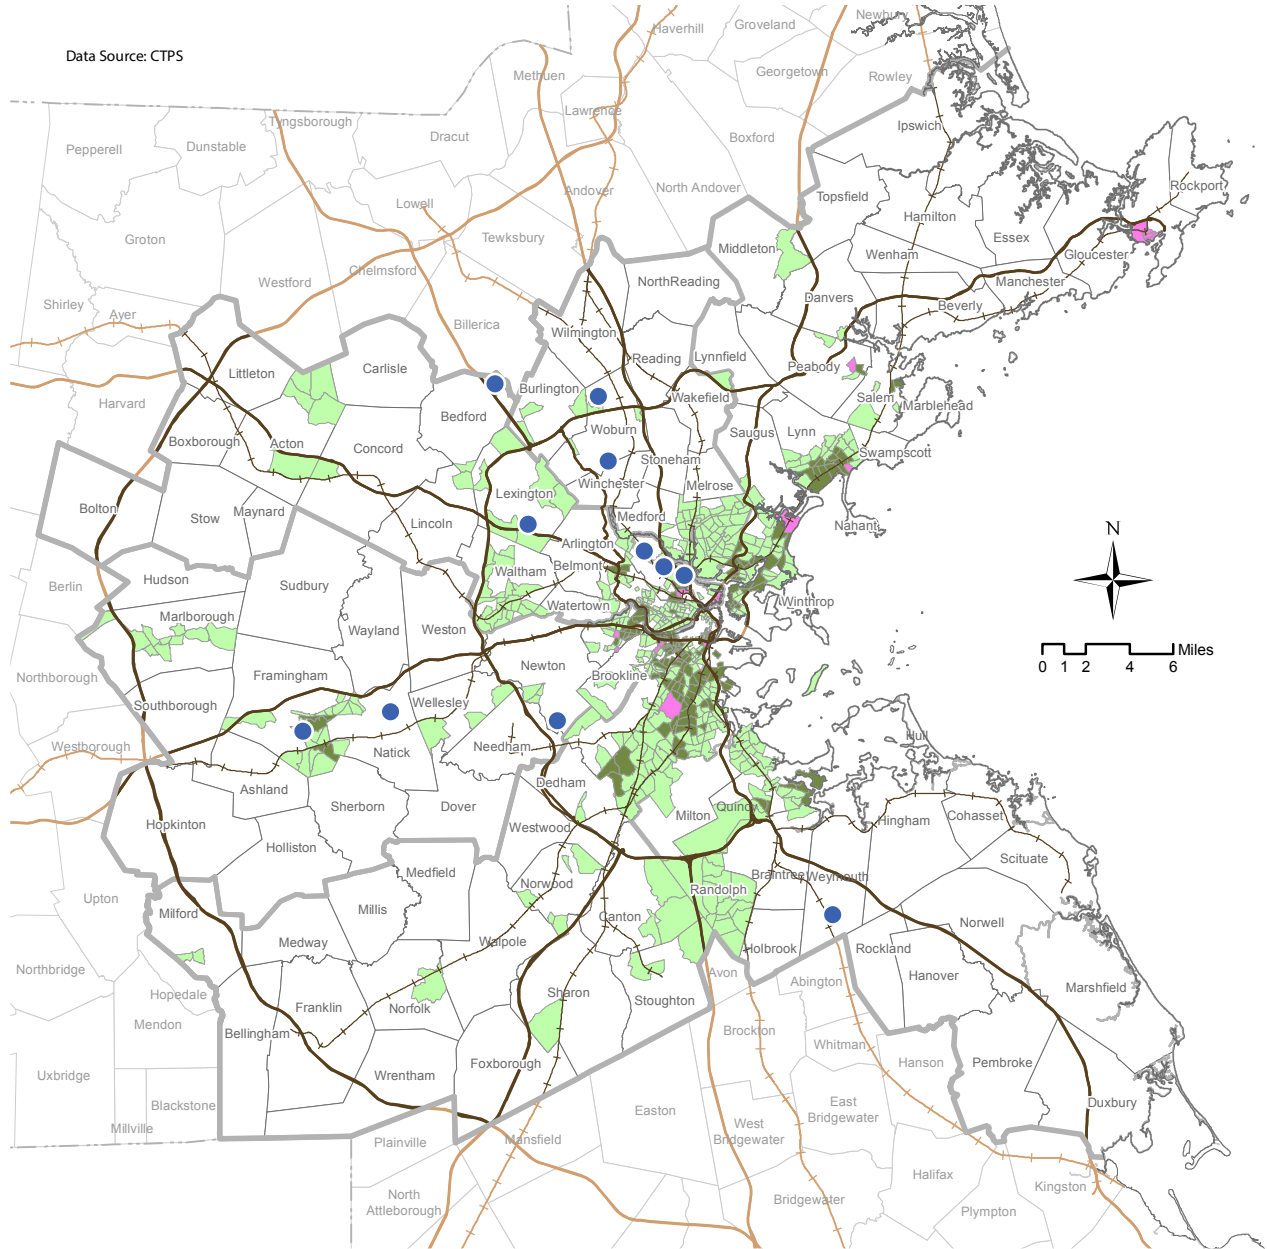 Data Source: CTPS
Newbury
Groveland
Haverhill
Georgetown
Methuen
Rowley
Lawrence
Tyngsborough
Ipswich
Dracut
Boxford
Dunstable
Pepperell
Rockport
North Andover
Andover
Topsfield
Lowell
Hamilton
Essex
Groton
Tewksbury
Middleton
Wenham
Gloucester
Chelmsford
Westford
NorthReading
Manchester
Danvers
Shirley
Beverly
Ayer
Billerica
Wilmington
Reading
Lynnfield
Carlisle
Peabody
Littleton
Burlington
Wakefield
Salem
Harvard
Marblehead
Bedford
Woburn
Saugus
Lynn
Boxborough
Acton
Concord
Swampscott
Stoneham
Winchester
Melrose
Lexington
Bolton
Maynard
Stow
Medford
Lincoln
Nahant
N
Arlington
Belmont
Waltham
Hudson
Berlin
Sudbury
Winthrop
Watertown
Marlborough
Wayland
Weston
Miles
0 1 2 4 6
Newton
Framingham
Brookline
Northborough
Wellesley
Southborough
Hull
Westborough
Needham
Natick
Dedham
Ashland
Sherborn
Dover
Quincy
Milton
Cohasset
Hingham
Hopkinton
Westwood
Holliston
Scituate
Medfield
Braintree
Weymouth
Norwood
Randolph
Upton
Milford
Millis
Canton
Norwell
Medway
Walpole
Holbrook
Rockland
Northbridge
Avon
Hanover
Abington
Marshfield
Hopedale
Sharon
Stoughton
Franklin
Norfolk
Mendon
Bellingham
Brockton
Whitman
Hanson
Pembroke
Foxborough
Uxbridge
Wrentham
Blackstone
Duxbury
East
Bridgewater
Easton
West
Bridgewater
Millville
Plainville
Mansfield
Halifax
Kingston
North
Attleborough
Bridgewater
Plympton